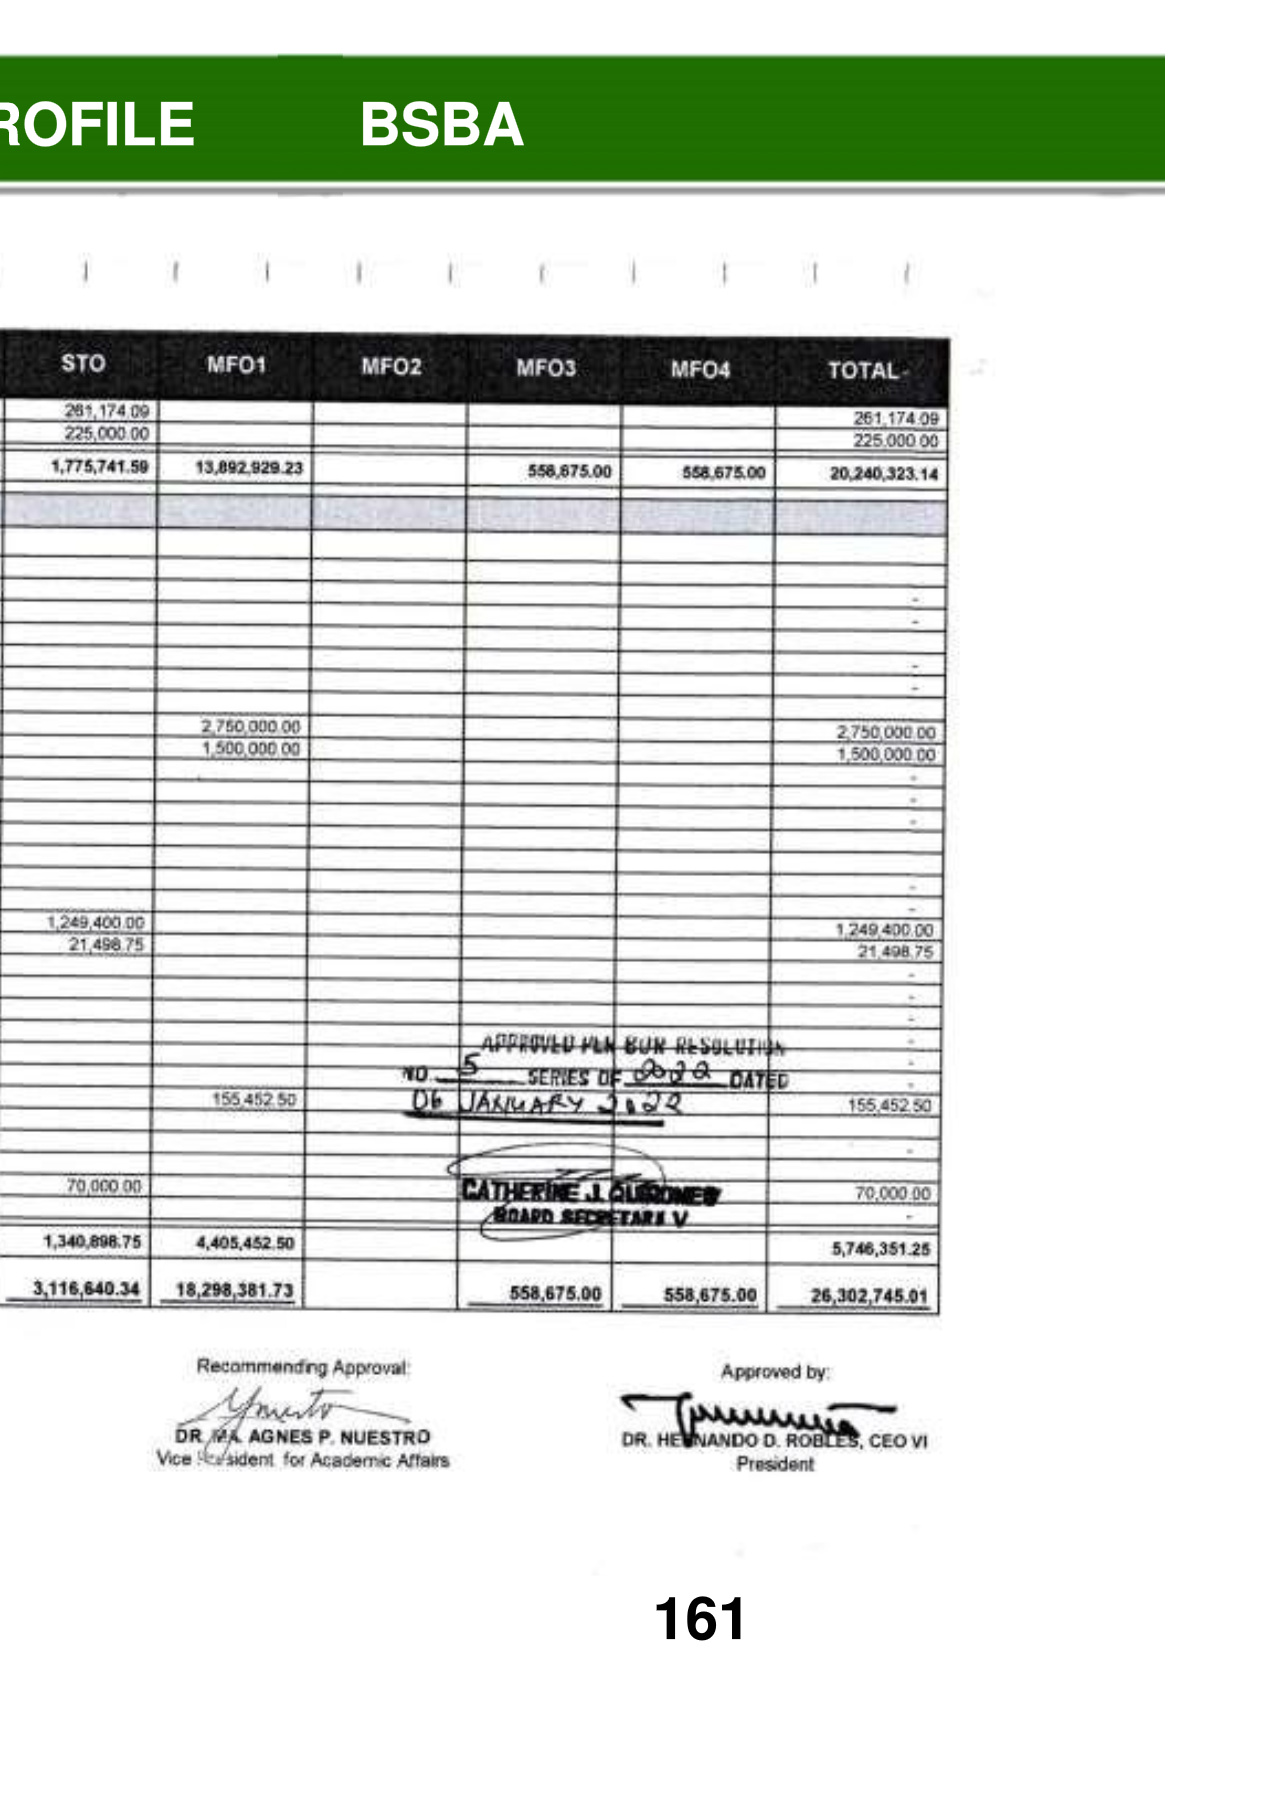 ROFILE BSBA
STO MFO1 MFO2 MFO3 MFO4 TOTAL
261,174.09 261,174.09
225,000.00 225,000.00
1,775,741.59 13,892,929.23 558,675.00 558,675.00 20,240,323.14
-
-
-
-
2,750,000.00 2,750,000.00
1,500,000.00 1,500,000.00
-
-
-
-
-
1,249,400.00 1,249,400.00
21,498.75 21,498.75
-
-
-
-
APPROVED BOR RESOLUTION
-
NO. 5 SERIES OF 2022 DATED
-
06 JANUARY 2022
155,452.50 155,452.50
-
CATHERINE J. QUIRONES
70,000.00 70,000.00
BOARD SECRETARY V
-
1,340,898.75 4,405,452.50 5,746,351.25
3,116,640.34 18,298,381.73 558,675.00 558,675.00 26,302,745.01
Recommending Approval: Approved by:
DR. MA. AGNES P. NUESTRO DR. HERNANDO D. ROBLES, CEO VI
Vice President for Academic Affairs President
161